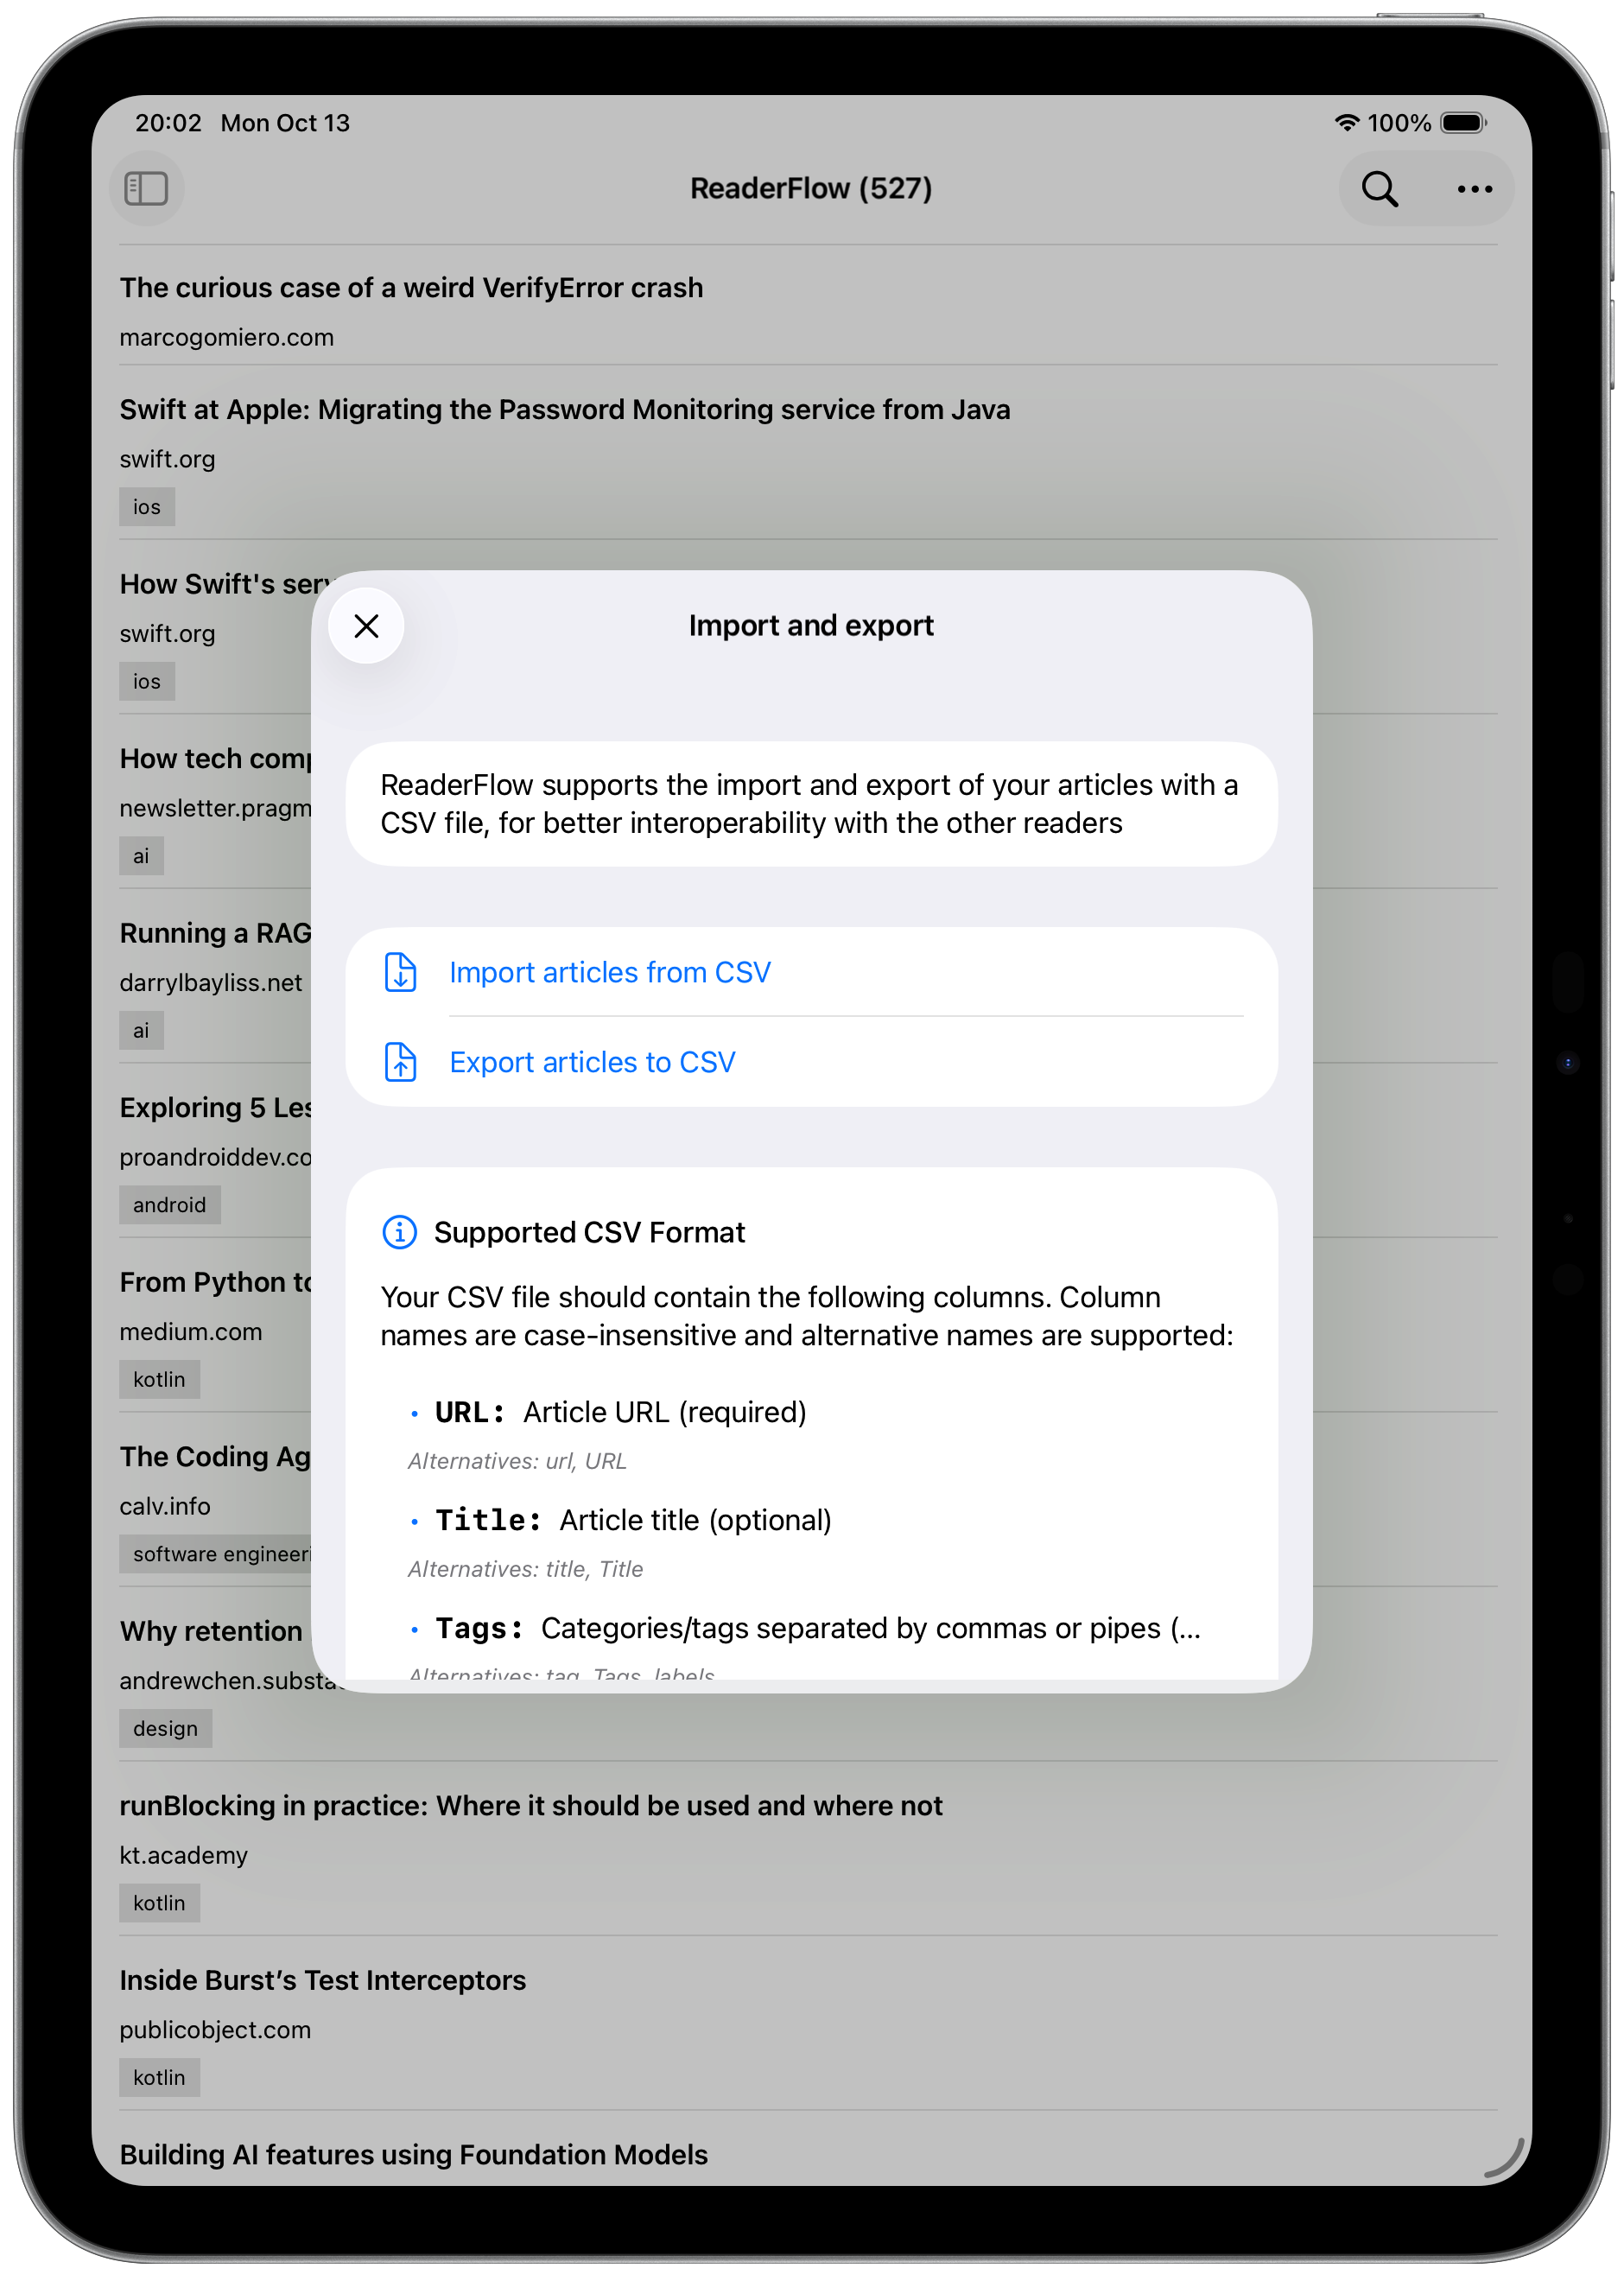 20:02 Mon Oct 13
100%
ReaderFlow (527)
The curious case of a weird VerifyError crash
marcogomiero.com
Swift at Apple: Migrating the Password Monitoring service from Java
swift.org
ios
How Swift's serv
swift.org
ios
How tech comp
newsletter.pragm
ai
Running a RAG
darrylbayliss.net
ai
Exploring 5 Les
proandroiddev.co
android
From Python to
medium.com
kotlin
The Coding Ag
calv.info
software engineeri
Why retention
andrewchen.substa
design
runBlocking in practice: Where it should be used and where not
kt.academy
kotlin
Inside Burst’s Test Interceptors
publicobject.com
kotlin
Building AI features using Foundation Models
Import and export
ReaderFlow supports the import and export of your articles with a
CSV file, for better interoperability with the other readers
Import articles from CSV
Export articles to CSV
Supported CSV Format
Your CSV file should contain the following columns. Column
names are case-insensitive and alternative names are supported:
• URL: Article URL (required)
Alternatives: url, URL
• Title: Article title (optional)
Alternatives: title, Title
• Tags: Categories/tags separated by commas or pipes (...
Alternatives: tag, Tags, labels